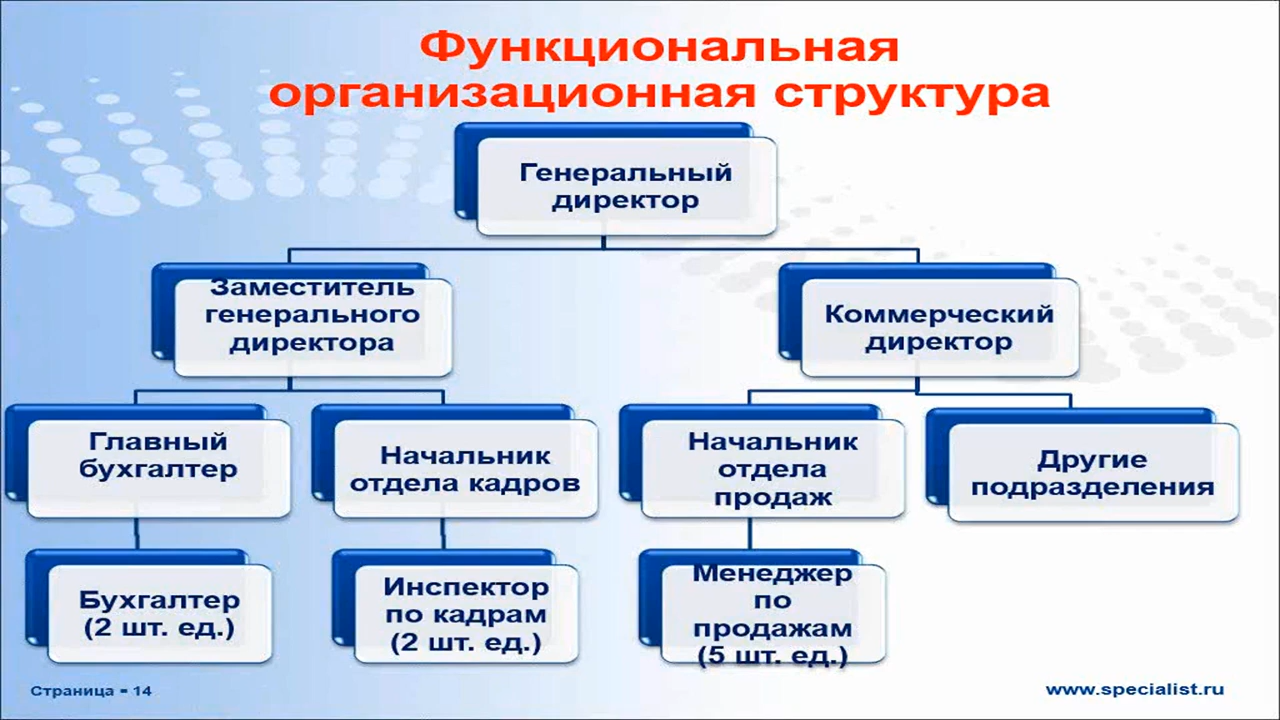 Функциональная
организационная структура
Генеральный
директор
Заместитель
генерального
директора
Коммерческий
директор
Главный
бухгалтер
Начальник
отдела кадров
Начальник
отдела
продаж
Другие
подразделения
Бухгалтер
(2 шт. ед.)
Инспектор
по кадрам
(2 шт. ед.)
Менеджер
по
продажам
(5 шт. ед.)
Страница ▪ 14
www.specialist.ru